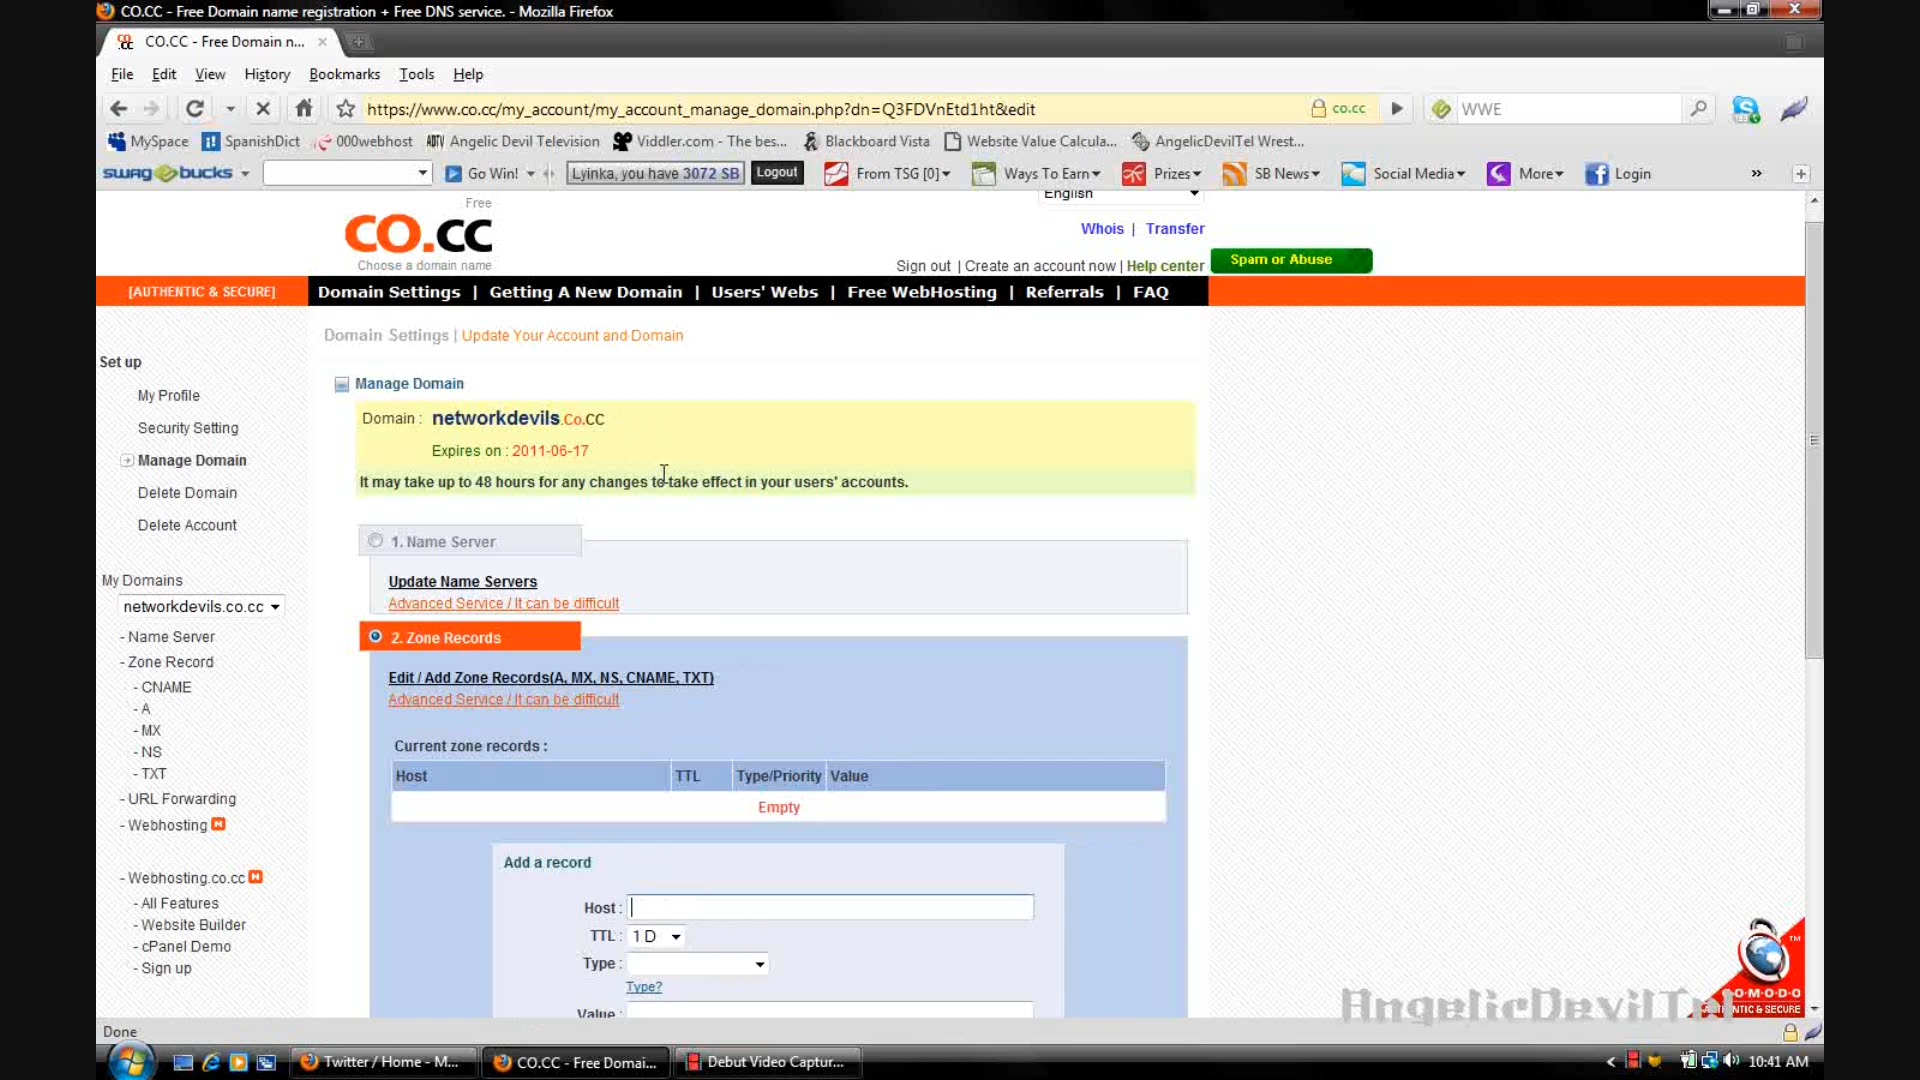 CO.CC - Free Domain name registration + Free DNS service. - Mozilla Firefox
CO.CC - Free Domain n...
File Edit View History Bookmarks Tools Help
https://www.co.cc/my_account/my_account_manage_domain.php?dn=Q3FDVnEtd1ht&edit
co.cc
WWE
MySpace
SpanishDict
000webhost
Angelic Devil Television
Viddler.com - The bes...
Blackboard Vista
Website Value Calcula...
AngelicDevilTel Wrest...
swagbucks
Go Win!
Lyinka, you have 3072 SB
Logout
From TSG [0]
Ways To Earn
Prizes
SB News
Social Media
More
Login
»
English
Free
CO.CC
Choose a domain name
Whois | Transfer
Sign out | Create an account now | Help center
Spam or Abuse
[AUTHENTIC & SECURE]
Domain Settings | Getting A New Domain | Users' Webs | Free WebHosting | Referrals | FAQ
Domain Settings | Update Your Account and Domain
Set up
My Profile
Security Setting
Manage Domain
Delete Domain
Delete Account
My Domains
networkdevils.co.cc
- Name Server
- Zone Record
- CNAME
- A
- MX
- NS
- TXT
- URL Forwarding
- Webhosting N
- Webhosting.co.cc N
- All Features
- Website Builder
- cPanel Demo
- Sign up
Manage Domain
Domain : networkdevils.Co.CC
Expires on : 2011-06-17
It may take up to 48 hours for any changes to take effect in your users' accounts.
1. Name Server
Update Name Servers
Advanced Service / It can be difficult
2. Zone Records
Edit / Add Zone Records(A, MX, NS, CNAME, TXT)
Advanced Service / It can be difficult
Current zone records :
Host TTL Type/Priority Value
Empty
Add a record
Host :
TTL : 1 D
Type :
Type?
Value :
AngelicDevilTel
Done
Twitter / Home - M...
CO.CC - Free Domai...
Debut Video Captur...
10:41 AM